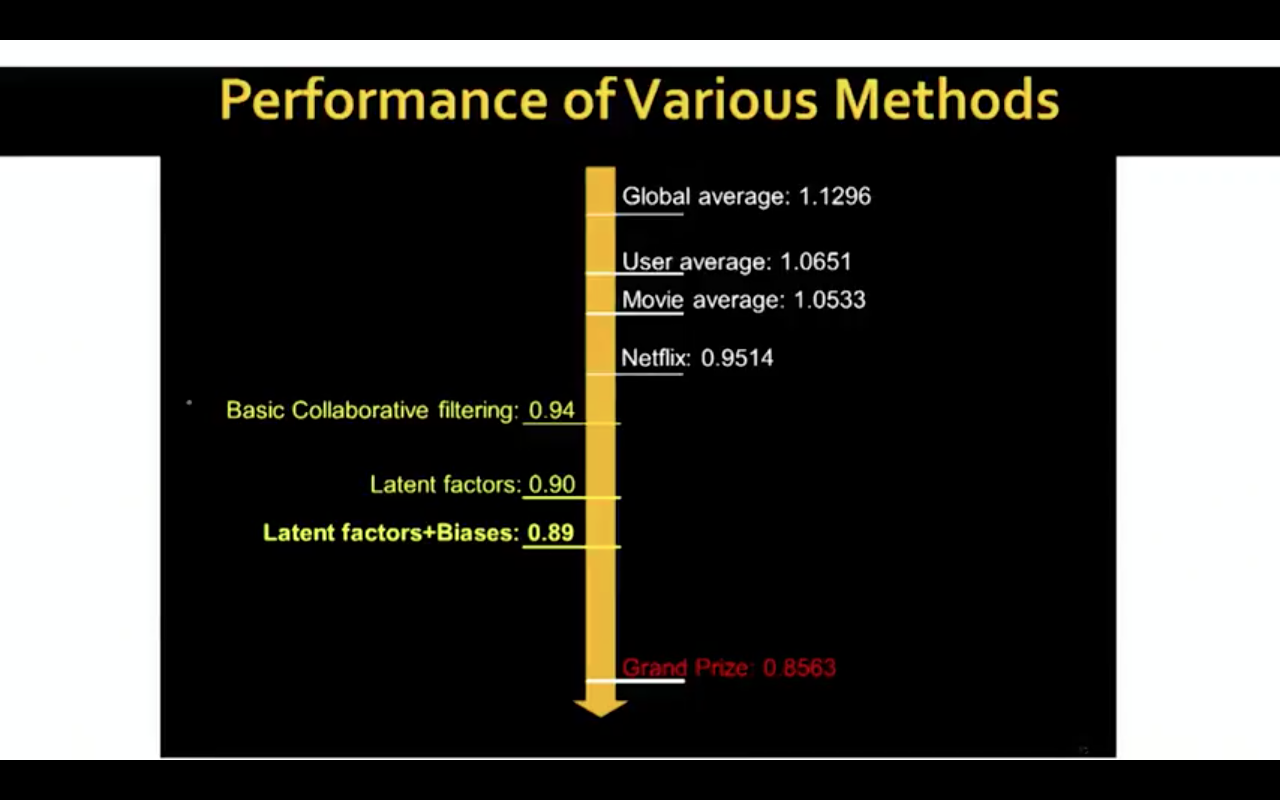 Performance of Various Methods
Global average: 1.1296
User average: 1.0651
Movie average: 1.0533
Netflix: 0.9514
Basic Collaborative filtering: 0.94
Latent factors: 0.90
Latent factors+Biases: 0.89
Grand Prize: 0.8563